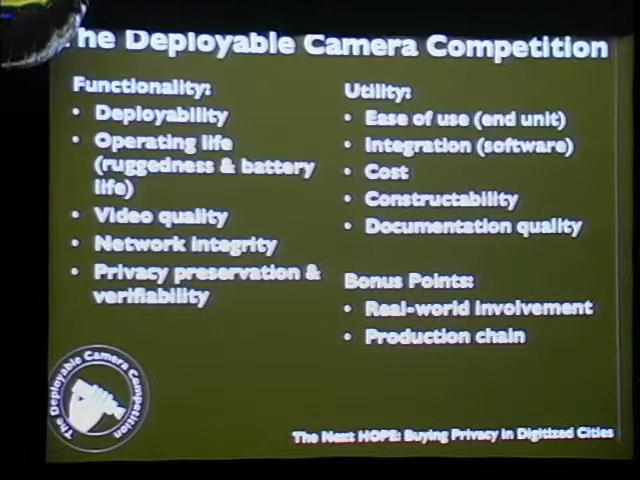 The Deployable Camera Competition
Functionality:
• Deployability
• Operating life
(ruggedness & battery
life)
• Video quality
• Network integrity
• Privacy preservation &
verifiability
Utility:
• Ease of use (end unit)
• Integration (software)
• Cost
• Constructability
• Documentation quality
Bonus Points:
• Real-world involvement
• Production chain
The Deployable Camera Competition
The Next HOPE: Buying Privacy in Digitized Cities